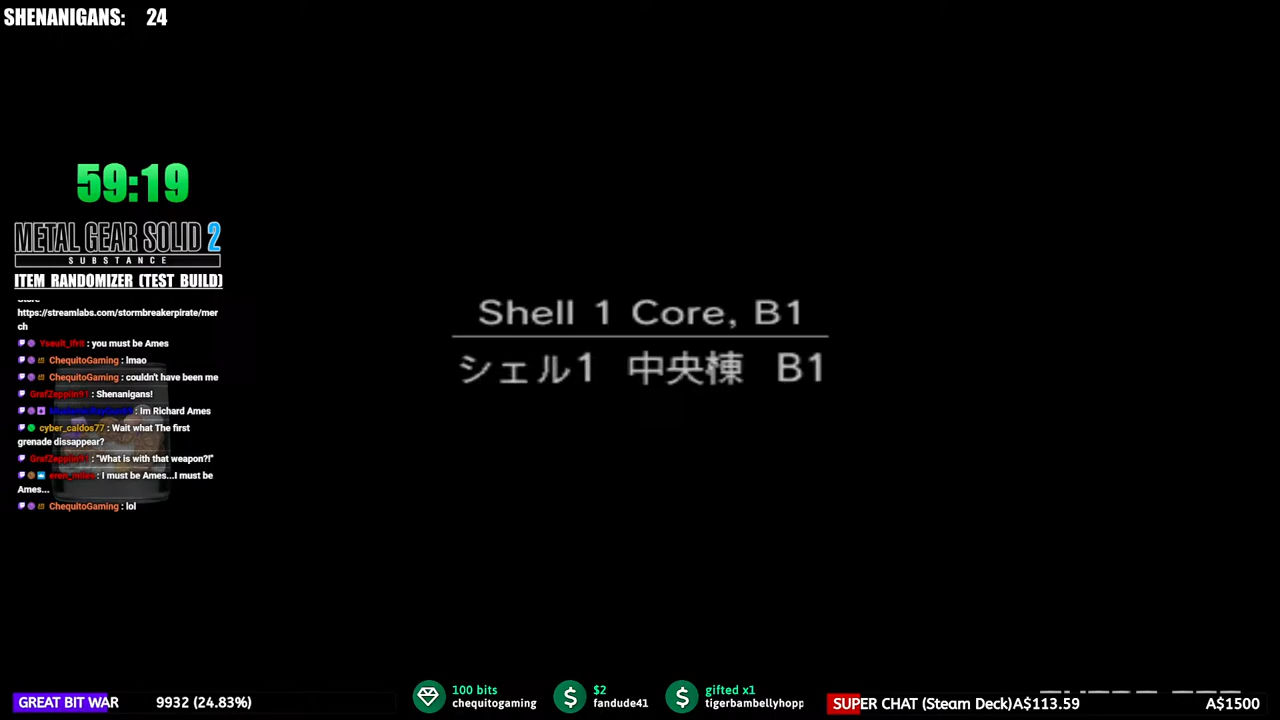 SHENANIGANS: 24
59:19
METAL GEAR SOLID 2
SUBSTANCE
ITEM RANDOMIZER (TEST BUILD)
https://streamlabs.com/stormbreakerpirate/mer
ch
Yseult_ifrit : you must be Ames
ChequitoGaming : lmao
ChequitoGaming : couldn't have been me
GrafZepplin91 : Shenanigans!
: Im Richard Ames
cyber_caldos77 : Wait what The first
grenade dissappear?
GrafZepplin91 : "What is with that weapon?!"
: I must be Ames...I must be
Ames...
ChequitoGaming : lol
Shell 1 Core, B1
シェル1 中央棟 B1
GREAT BIT WAR 9932 (24.83%)
100 bits
chequitogaming
$2
fandude41
gifted x1
tigerbambellyhopp
SUPER CHAT (Steam Deck)A$113.59
A$1500